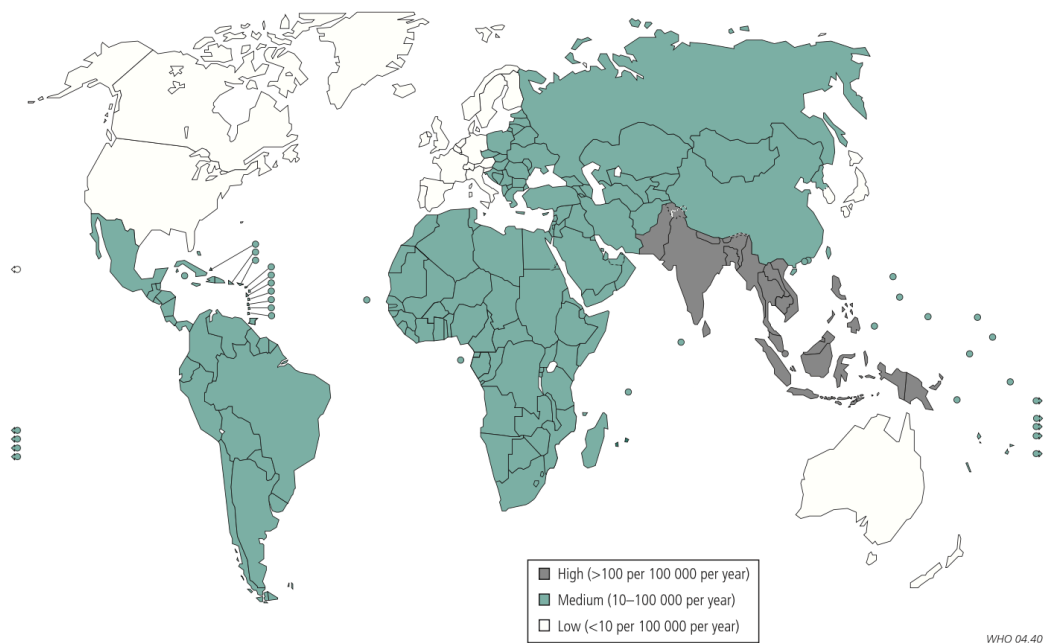 High (>100 per 100 000 per year)
Medium (10–100 000 per year)
Low (<10 per 100 000 per year)
WHO 04.40